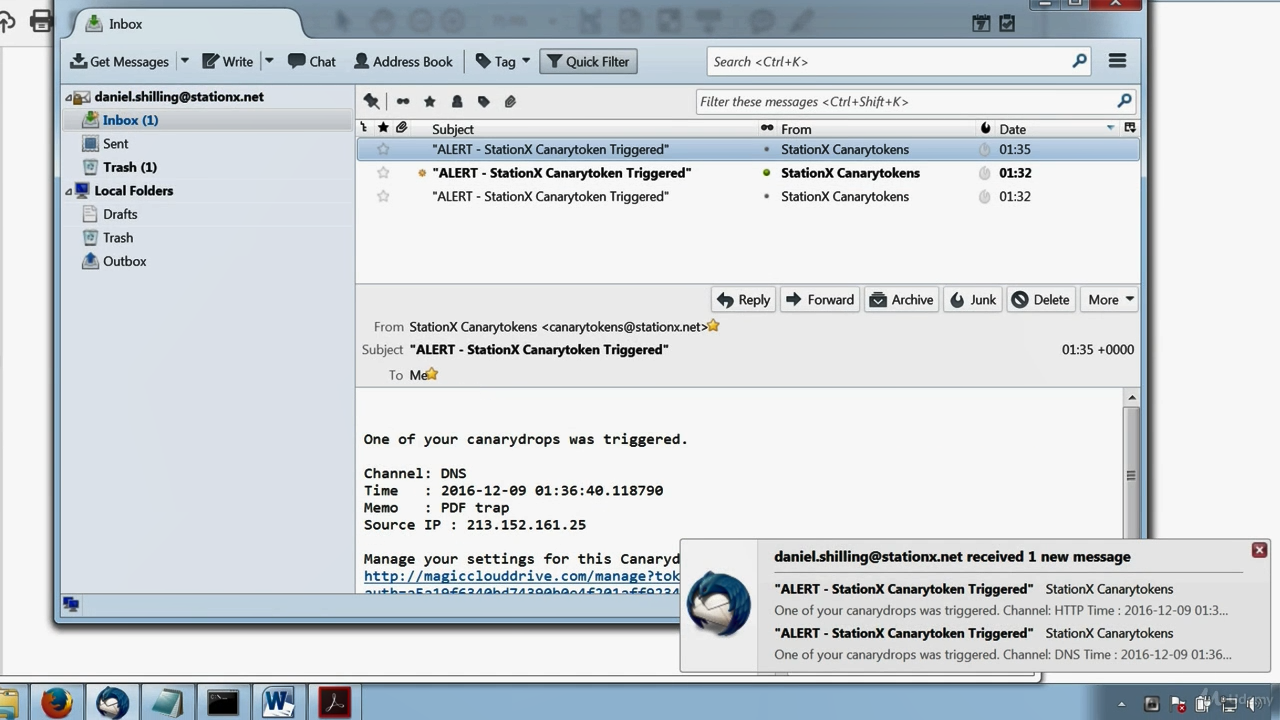 Inbox
Get Messages Write Chat Address Book Tag Quick Filter Search <Ctrl+K>
daniel.shilling@stationx.net
Inbox (1)
Sent
Trash (1)
Local Folders
Drafts
Trash
Outbox
Filter these messages <Ctrl+Shift+K>
Subject From Date
"ALERT - StationX Canarytoken Triggered" StationX Canarytokens 01:35
"ALERT - StationX Canarytoken Triggered" StationX Canarytokens 01:32
"ALERT - StationX Canarytoken Triggered" StationX Canarytokens 01:32
Reply Forward Archive Junk Delete More
From StationX Canarytokens <canarytokens@stationx.net>
Subject "ALERT - StationX Canarytoken Triggered" 01:35 +0000
To Me
One of your canarydrops was triggered.
Channel: DNS
Time : 2016-12-09 01:36:40.118790
Memo : PDF trap
Source IP : 213.152.161.25
Manage your settings for this Canaryd
http://magicclouddrive.com/manage?tok
daniel.shilling@stationx.net received 1 new message
"ALERT - StationX Canarytoken Triggered" StationX Canarytokens
One of your canarydrops was triggered. Channel: HTTP Time : 2016-12-09 01:3...
"ALERT - StationX Canarytoken Triggered" StationX Canarytokens
One of your canarydrops was triggered. Channel: DNS Time : 2016-12-09 01:36...
Udemy